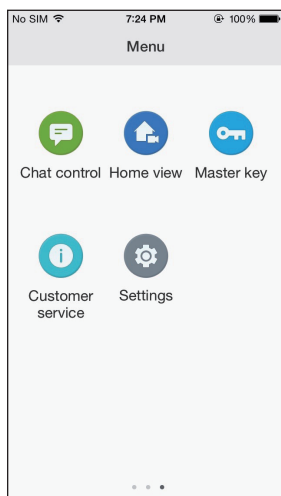 No SIM 7:24 PM 100%
Menu
Chat control Home view Master key
Customer Settings
service